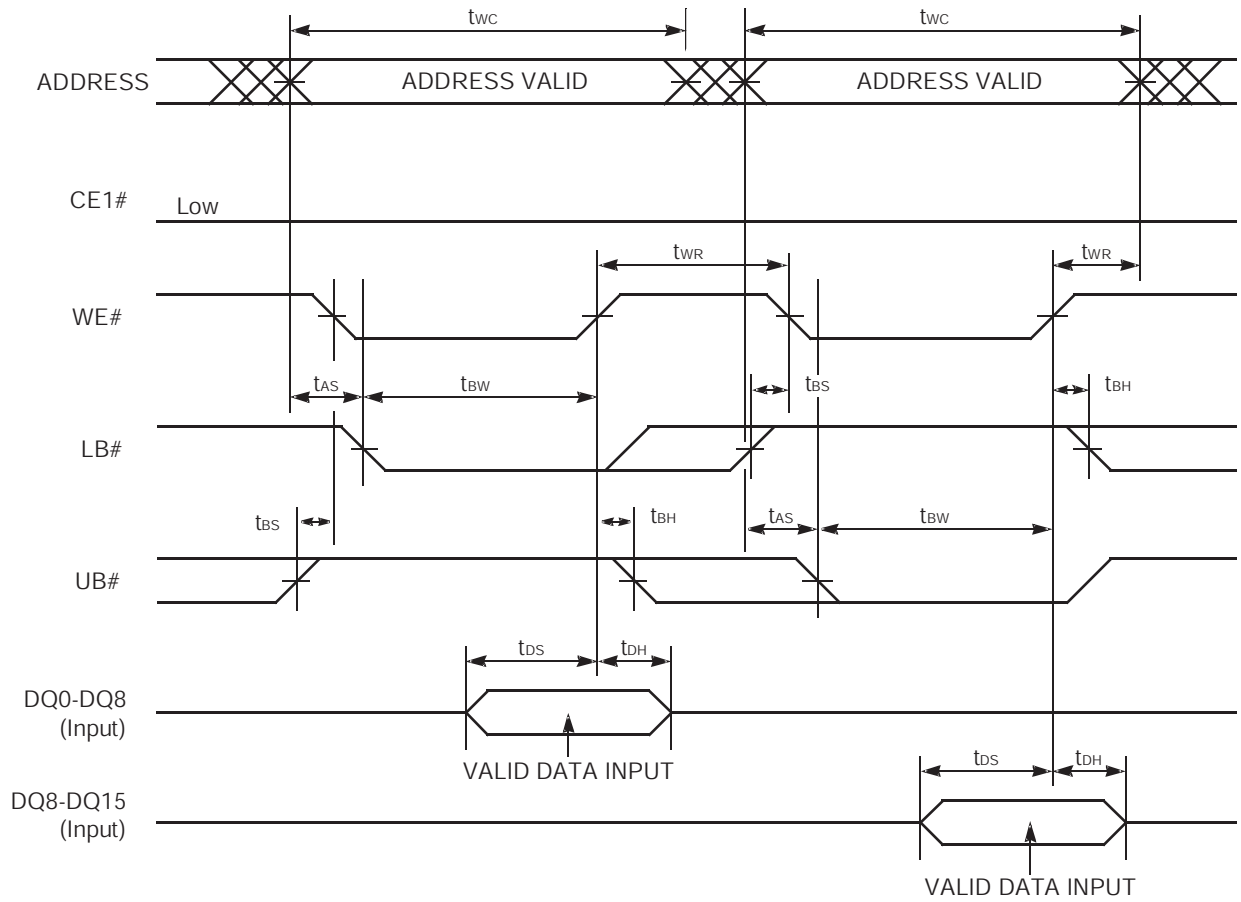 tWC tWC
ADDRESS ADDRESS VALID ADDRESS VALID
CE1# Low
tWR tWR
WE#
tAS tBW tBS tBH
LB#
tBS tBH tAS tBW
UB#
tDS tDH
DQ0-DQ8
(Input)
VALID DATA INPUT
tDS tDH
DQ8-DQ15
(Input)
VALID DATA INPUT